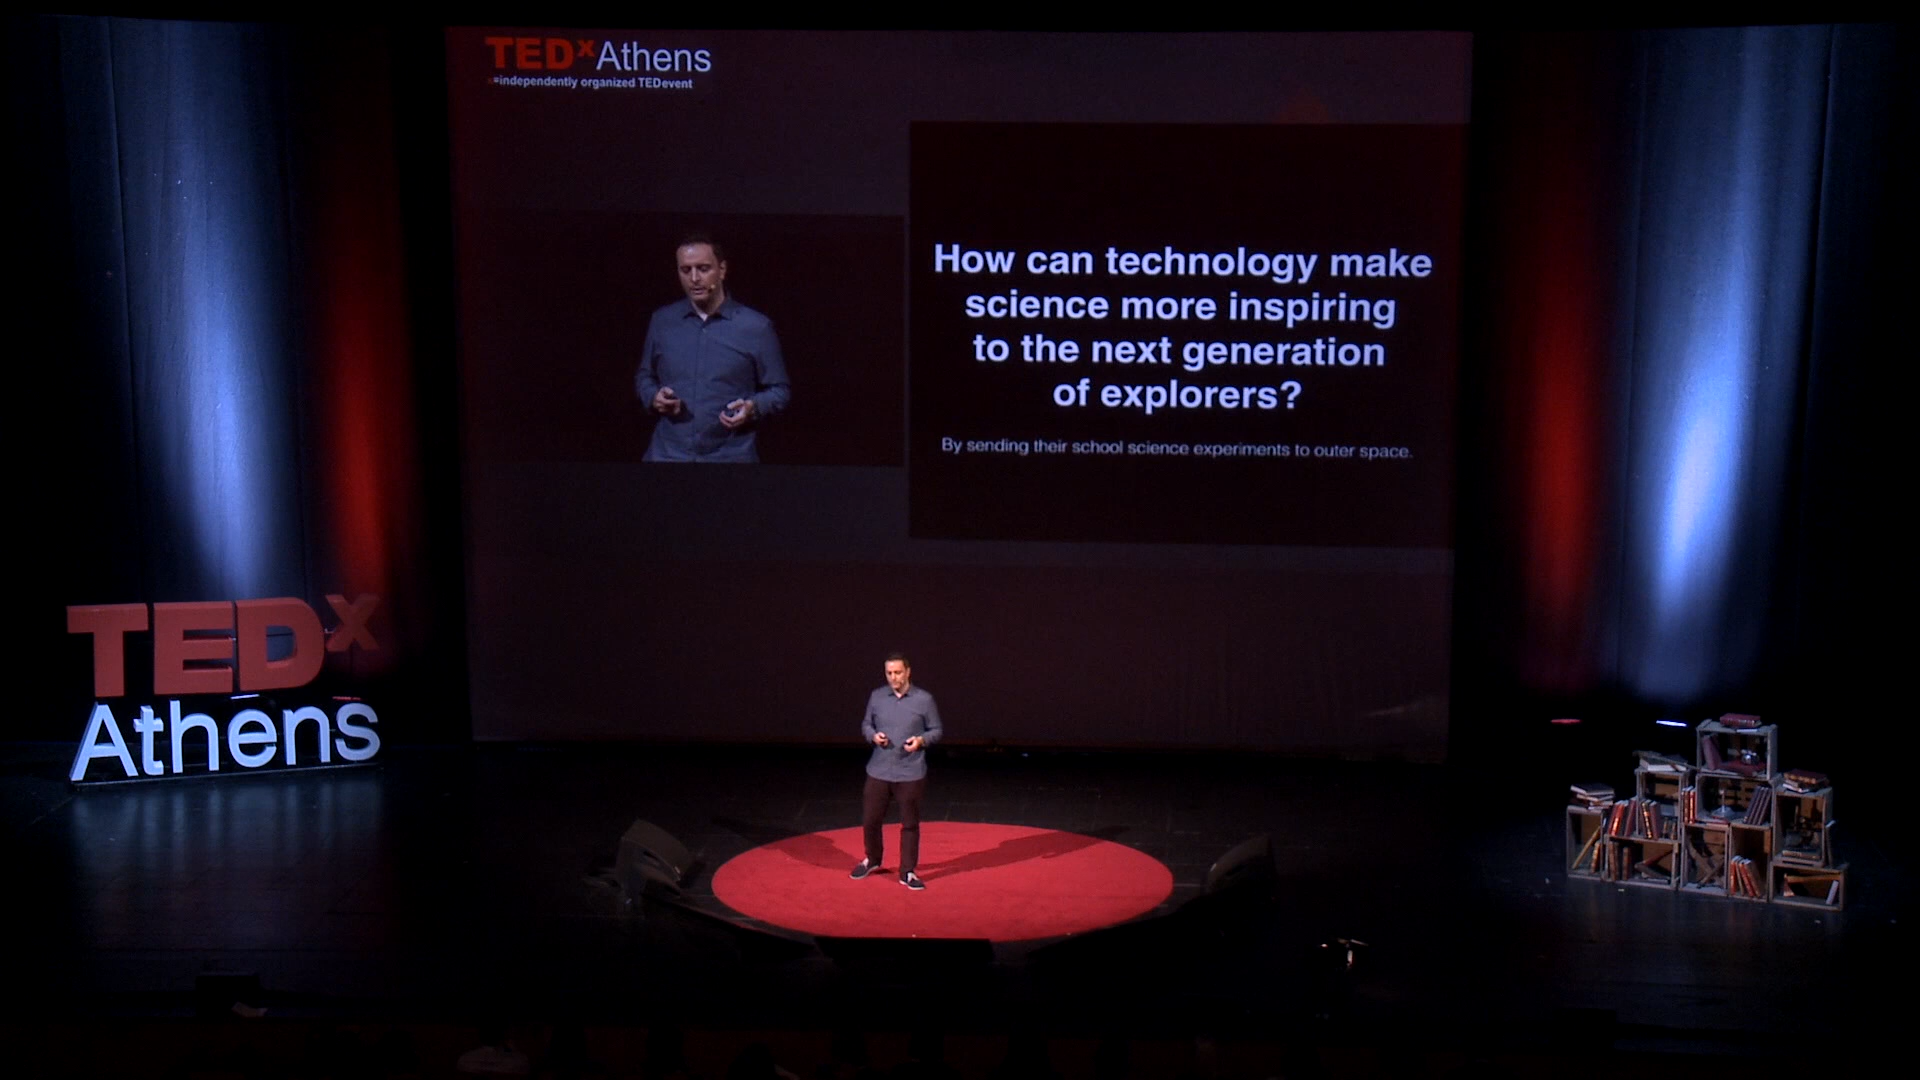 TEDxAthens
x=independently organized TEDevent
How can technology make
science more inspiring
to the next generation
of explorers?
By sending their school science experiments to outer space.
TEDx
Athens